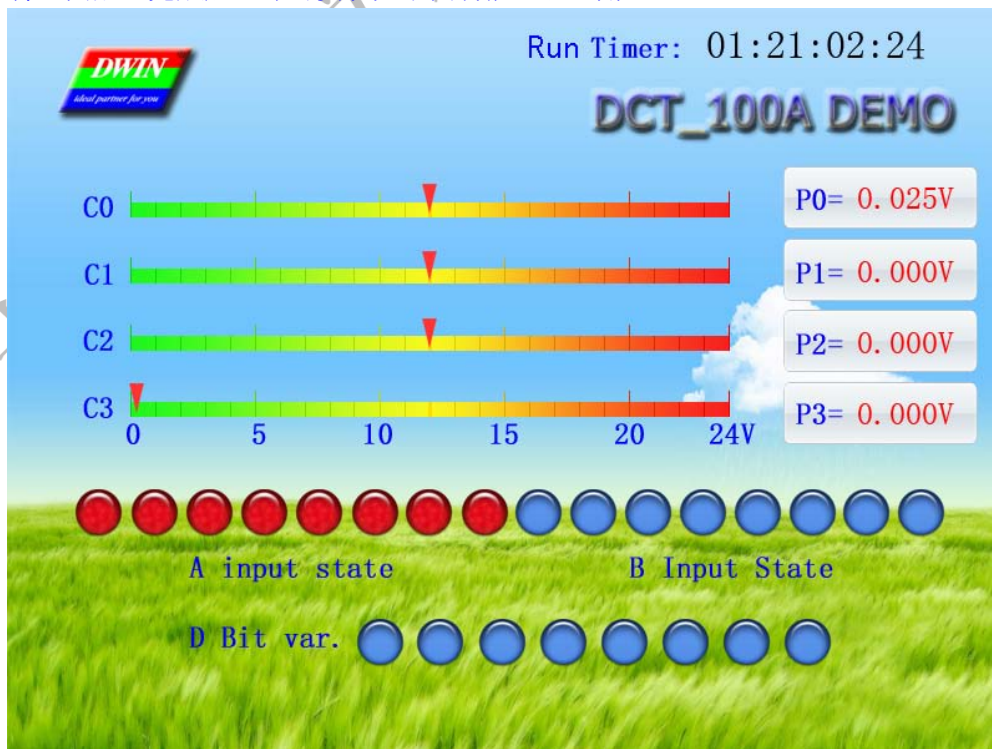 Run Timer: 01:21:02:24
DWIN
ideal partner for you
DCT_100A DEMO
C0
P0= 0.025V
C1
P1= 0.000V
C2
P2= 0.000V
C3
P3= 0.000V
0 5 10 15 20 24V
A input state
B Input State
D Bit var.